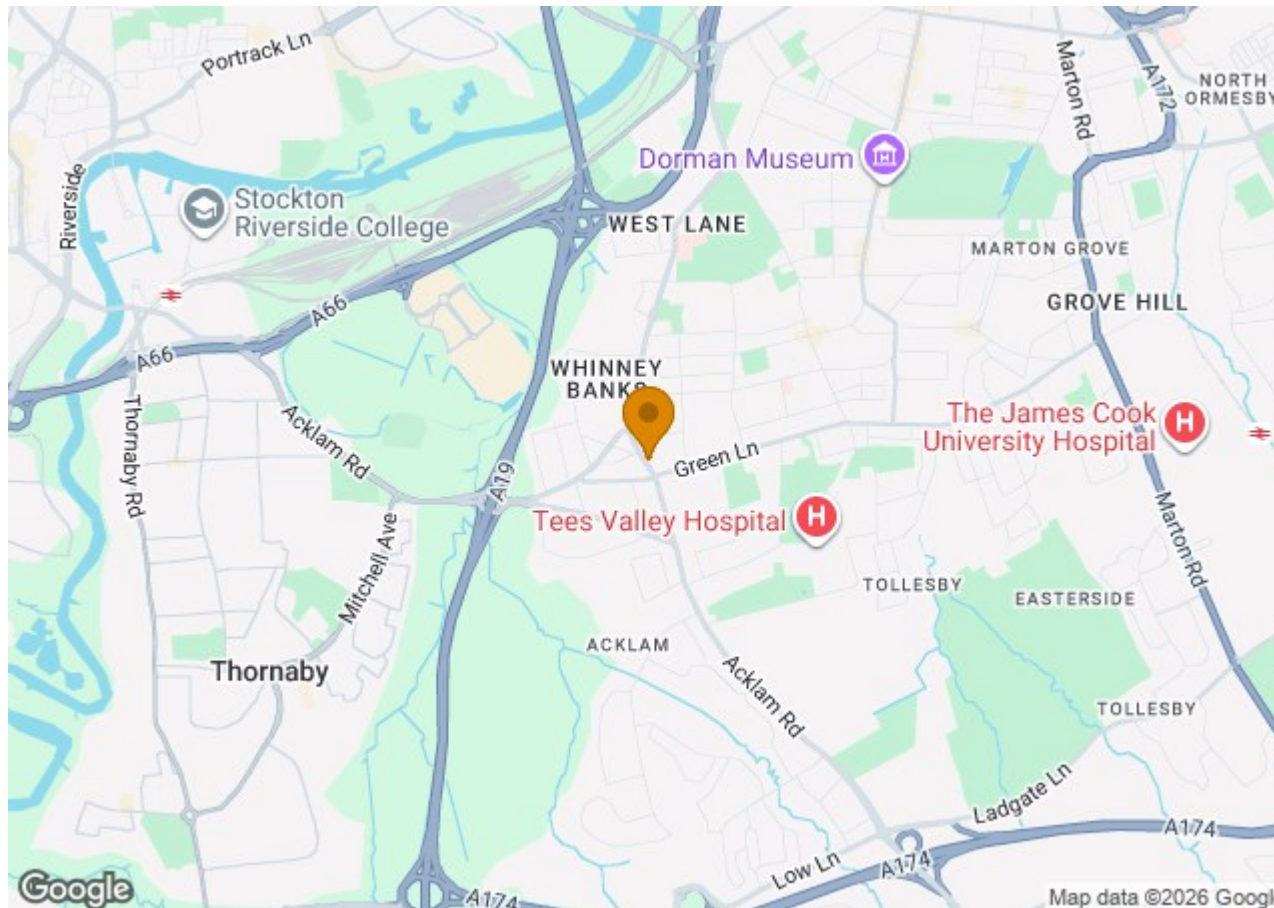 Portrack Ln
Riverside
Stockton
Riverside College
A66
A66
Thornaby Rd
Acklam Rd
Mitchell Ave
Thornaby
A19
Dorman Museum
WEST LANE
WHINNEY
BANKS
Green Ln
Tees Valley Hospital
H
ACKLAM
Acklam Rd
Marton Rd
A172
NORTH
ORMESBY
MARTON GROVE
GROVE HILL
The James Cook
University Hospital
H
Marton Rd
TOLLESBY
EASTERSIDE
TOLLESBY
Ladgate Ln
A174
Low Ln
A174
A174
Google
Map data ©2026 Googl